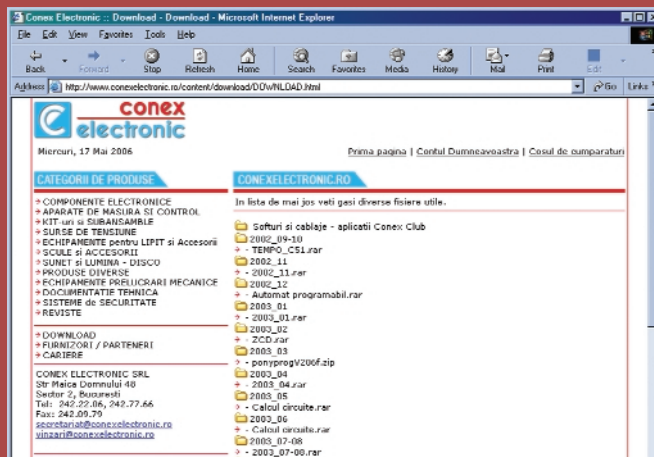 Conex Electronic :: Download - Download - Microsoft Internet Explorer
File Edit View Favorites Tools Help
Back Forward Stop Refresh Home Search Favorites Media History Mail Print Edit
Address http://www.conexelectronic.ro/content/download/DOWNLOAD.html Go Links
conex
electronic
Miercuri, 17 Mai 2006
Prima pagina | Contul Dumneavoastra | Cosul de cumparaturi
CATEGORII DE PRODUSE
COMPONENTE ELECTRONICE
APARATE DE MASURA SI CONTROL
KIT-uri si SUBANSAMBLE
SURSE DE TENSIUNE
ECHIPAMENTE pentru LIPIT si Accesorii
SCULE si ACCESORII
SUNET si LUMINA - DISCO
PRODUSE DIVERSE
ECHIPAMENTE PRELUCRARI MECANICE
DOCUMENTATIE TEHNICA
SISTEME de SECURITATE
REVISTE
DOWNLOAD
FURNIZORI / PARTENERI
CARIERE
CONEX ELECTRONIC SRL
Str Maica Domnului 48
Sector 2, Bucuresti
Tel: 242.22.06, 242.77.66
Fax: 242.09.79
secretariat@conexelectronic.ro
vinzari@conexelectronic.ro
CONEXELECTRONIC.RO
In lista de mai jos veti gasi diverse fisiere utile.
Softuri si cablaje - aplicatii Conex Club
2002_09-10
- TEMPO_C51.rar
2002_11
- 2002_11.rar
2002_12
- Automat programabil.rar
2003_01
- 2003_01.rar
2003_02
- ZCD.rar
2003_03
- ponyprogV206f.zip
2003_04
- 2003_04.rar
2003_05
- Calcul circuite.rar
2003_06
- Calcul circuite.rar
2003_07-08
- 2003_07-08.rar